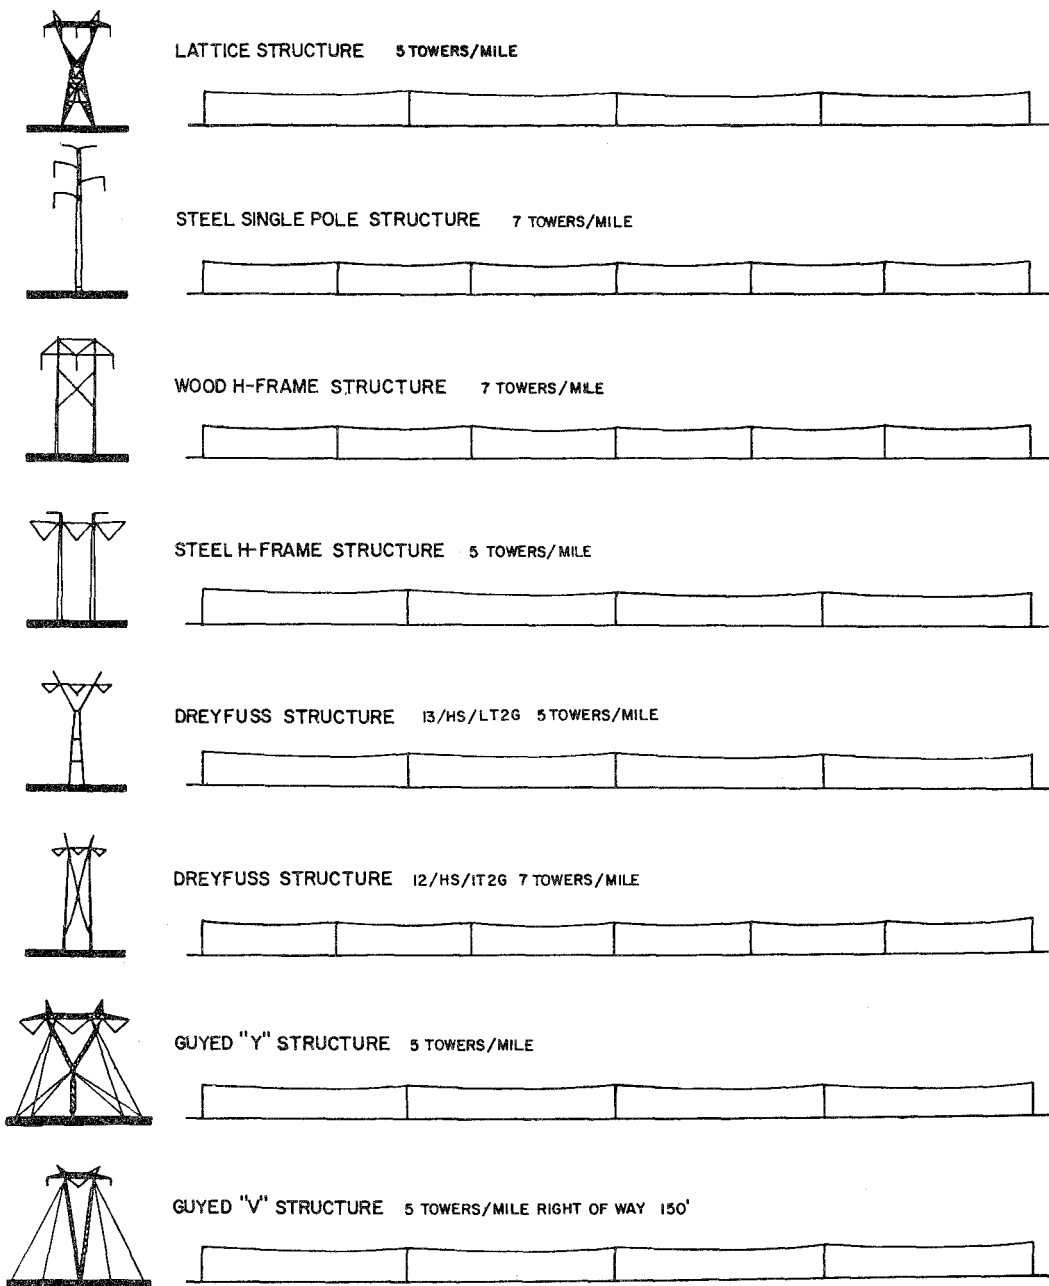 LATTICE STRUCTURE 5 TOWERS/MILE
STEEL SINGLE POLE STRUCTURE 7 TOWERS/MILE
WOOD H-FRAME STRUCTURE 7 TOWERS/MILE
STEEL H-FRAME STRUCTURE 5 TOWERS/MILE
DREYFUSS STRUCTURE 13/HS/LT2G 5 TOWERS/MILE
DREYFUSS STRUCTURE 12/HS/1T2G 7 TOWERS/MILE
GUYED "Y" STRUCTURE 5 TOWERS/MILE
GUYED "V" STRUCTURE 5 TOWERS/MILE RIGHT OF WAY 150'